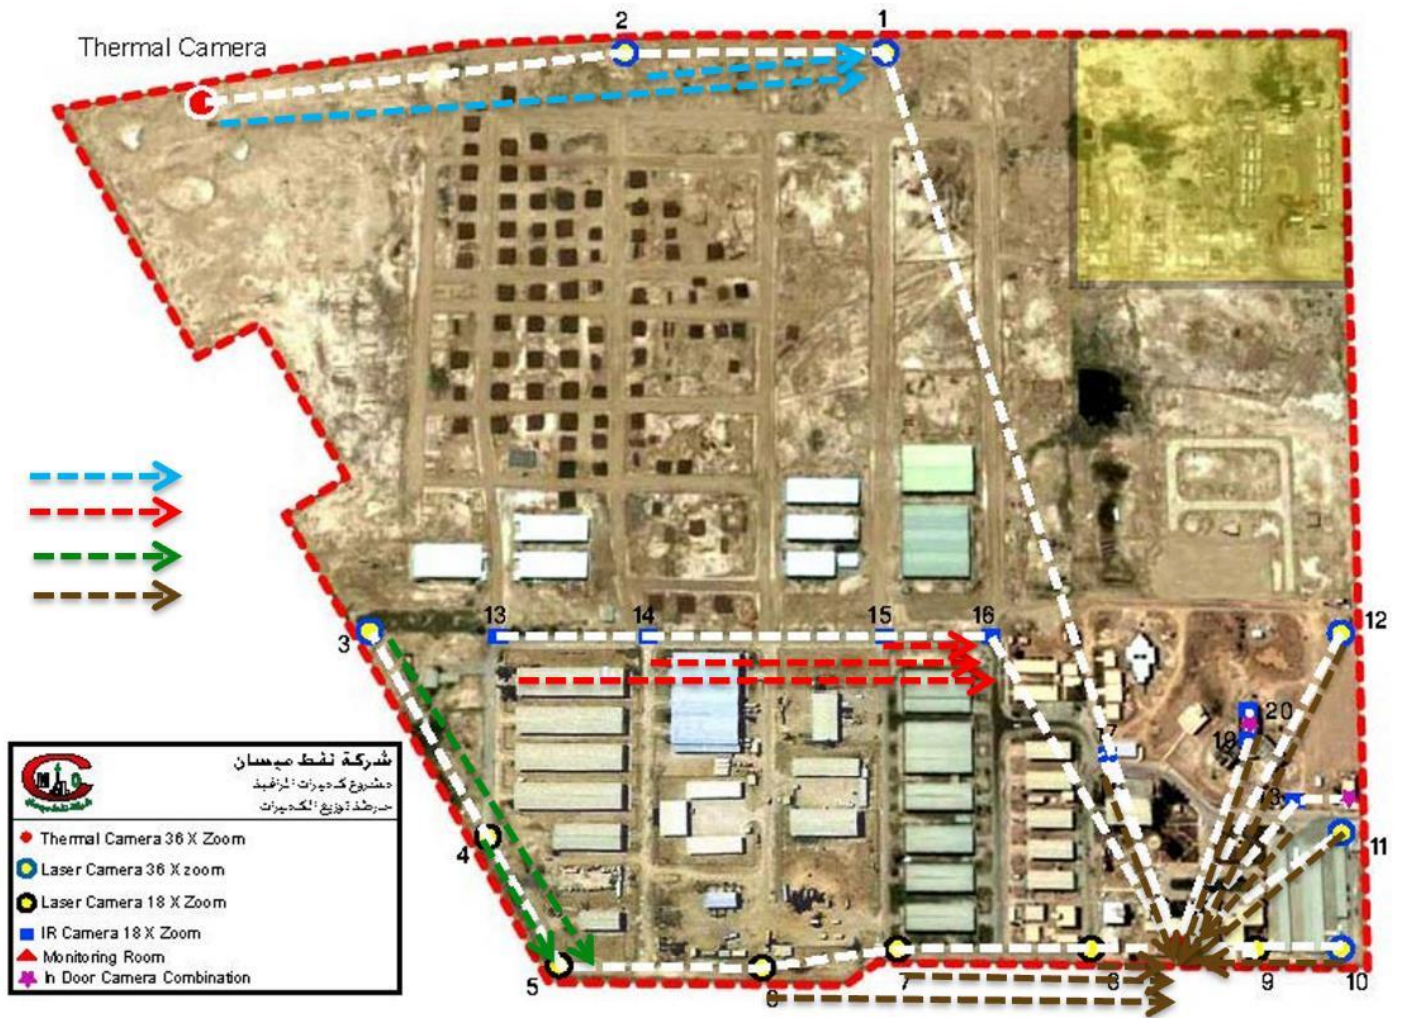 2
1
Thermal Camera
3
13
14
15
16
12
17
20
19
4
11
5
6
7
8
9
10
شركة نفط ميسان
Thermal Camera 36 X Zoom
Laser Camera 36 X zoom
Laser Camera 18 X Zoom
IR Camera 18 X Zoom
Monitoring Room
In Door Camera Combination